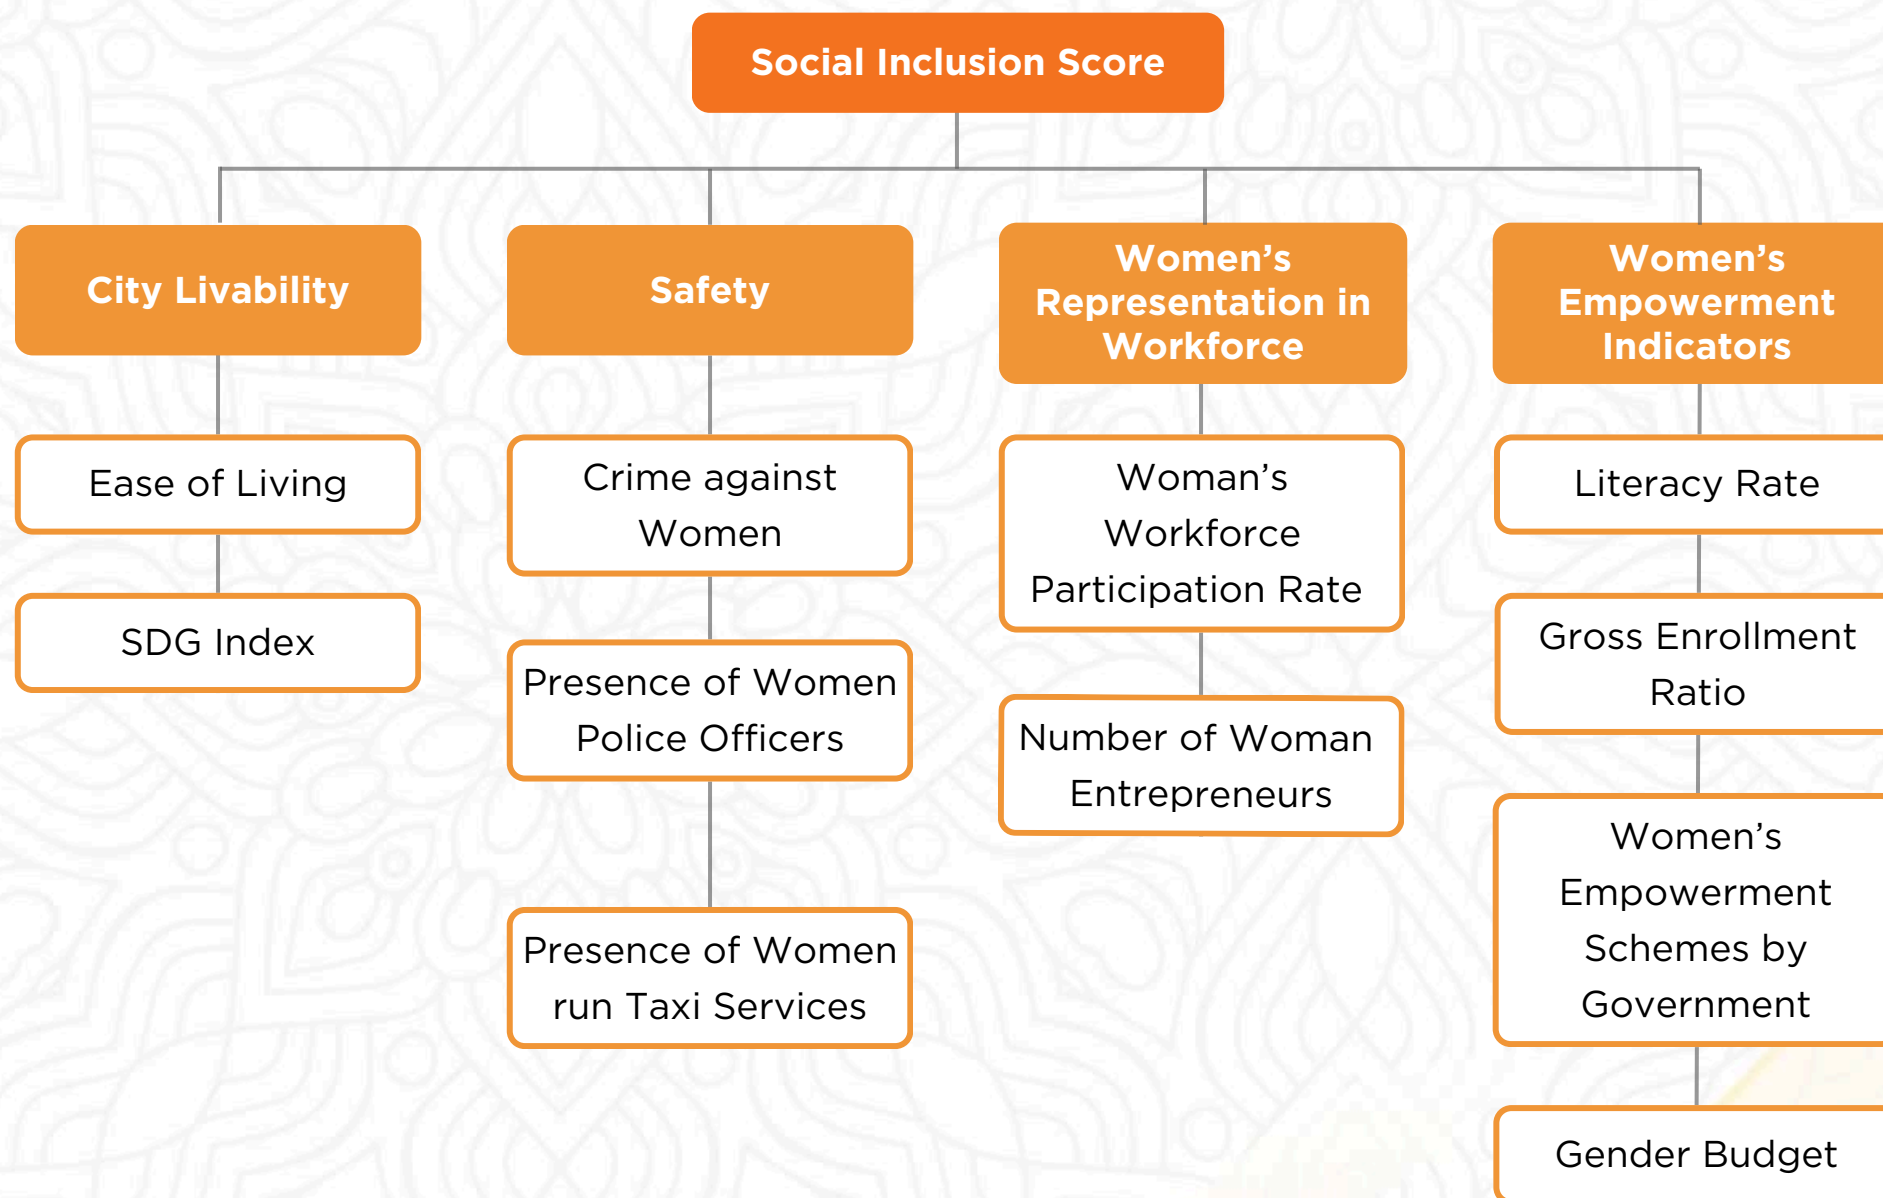 Social Inclusion Score
City Livability
Ease of Living
SDG Index
Safety
Crime against
Women
Presence of Women
Police Officers
Presence of Women
run Taxi Services
Women’s
Representation in
Workforce
Woman’s
Workforce
Participation Rate
Number of Woman
Entrepreneurs
Women’s
Empowerment
Indicators
Literacy Rate
Gross Enrollment
Ratio
Women’s
Empowerment
Schemes by
Government
Gender Budget